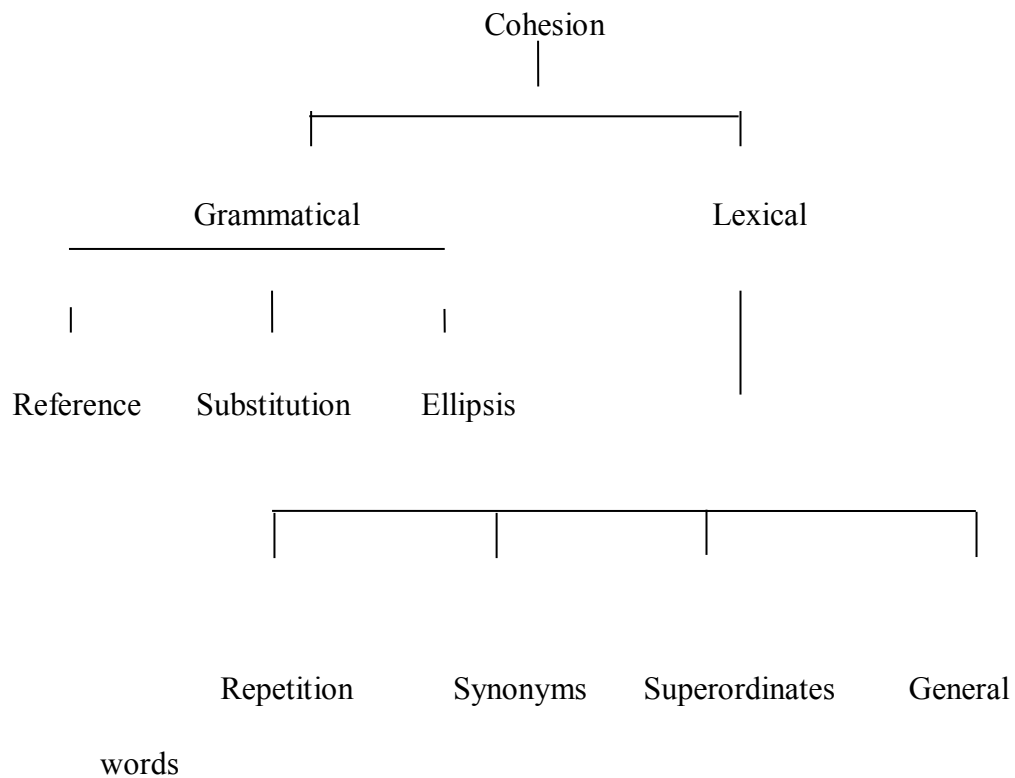 Cohesion
Grammatical Lexical
Reference Substitution Ellipsis
Repetition Synonyms Superordinates General
words